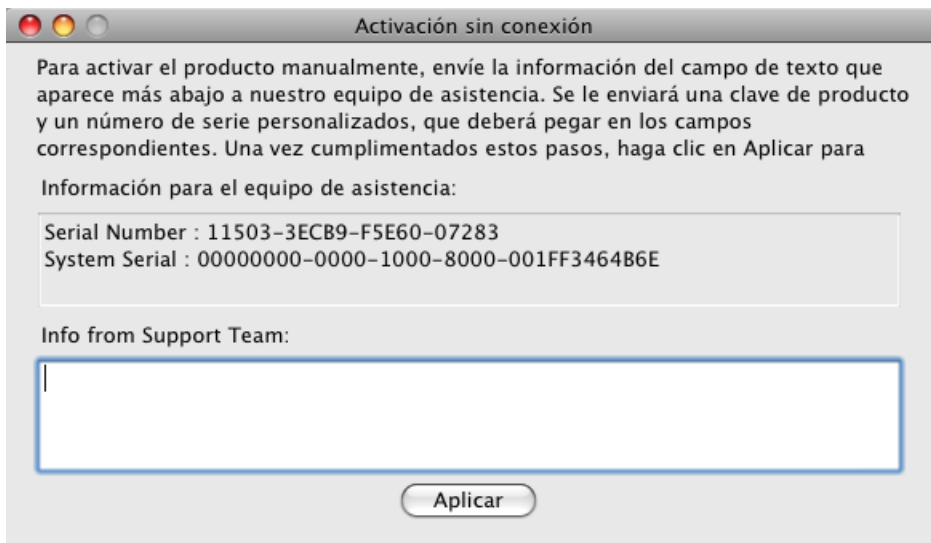 Activación sin conexión
Para activar el producto manualmente, envíe la información del campo de texto que
aparece más abajo a nuestro equipo de asistencia. Se le enviará una clave de producto
y un número de serie personalizados, que deberá pegar en los campos
correspondientes. Una vez cumplimentados estos pasos, haga clic en Aplicar para
Información para el equipo de asistencia:
Serial Number : 11503-3ECB9-F5E60-07283
System Serial : 00000000-0000-1000-8000-001FF3464B6E
Info from Support Team:
Aplicar